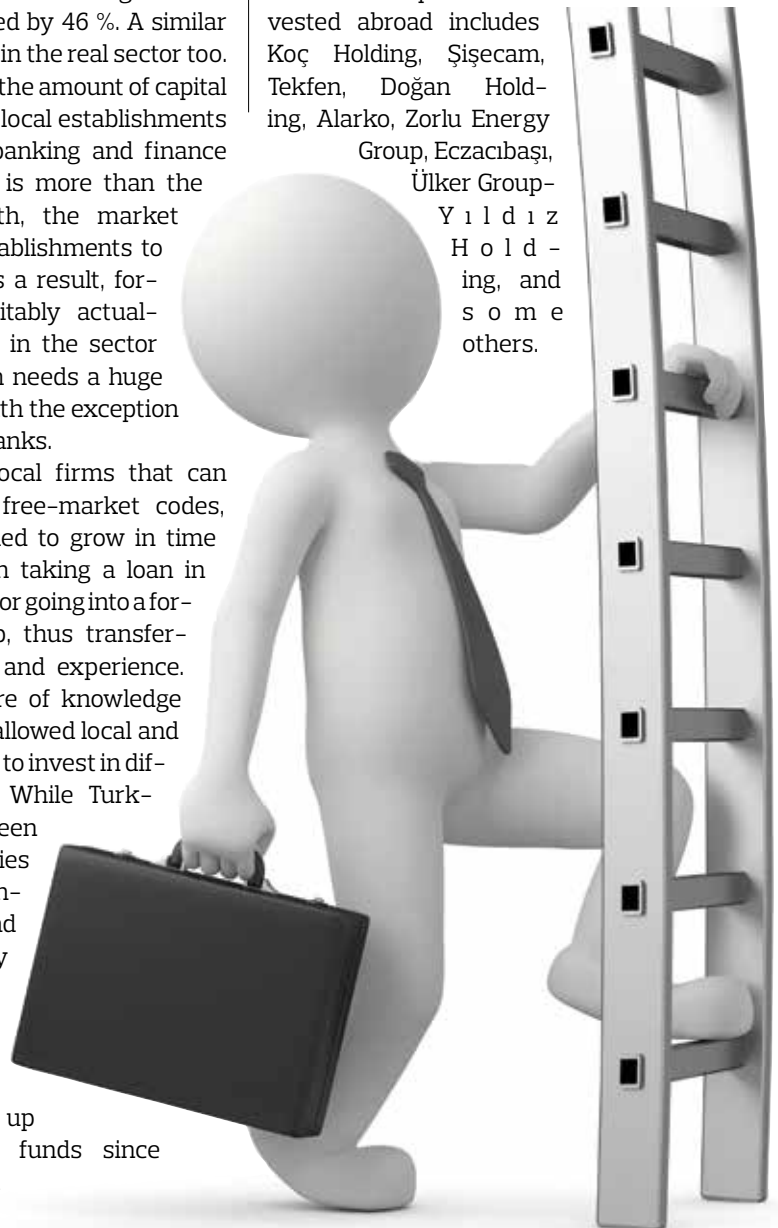 ed by 46 %. A similar
in the real sector too.
the amount of capital
local establishments
banking and finance
is more than the
th, the market
tablishments to
s a result, for-
itably actual-
in the sector
n needs a huge
th the exception
anks.
ocal firms that can
free-market codes,
ed to grow in time
n taking a loan in
or going into a for-
p, thus transfer-
and experience.
re of knowledge
allowed local and
to invest in dif-
While Turk-
een
ies
n-
nd
y
up
funds since
vested abroad includes
Koç Holding, Şişecam,
Tekfen, Doğan Hold-
ing, Alarko, Zorlu Energy
Group, Eczacıbaşı,
Ülker Group-
Yıldız
Hold-
ing, and
some
others.